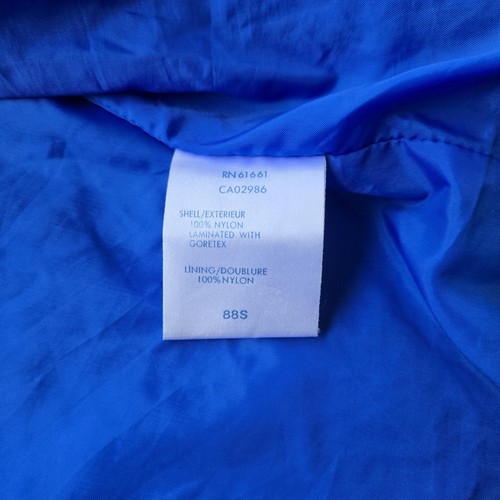 RN 61661
CA02986
SHELL/EXTERIEUR
100% NYLON
LAMINATED WITH
GORETEX
LINING/DOUBLURE
100% NYLON
88S